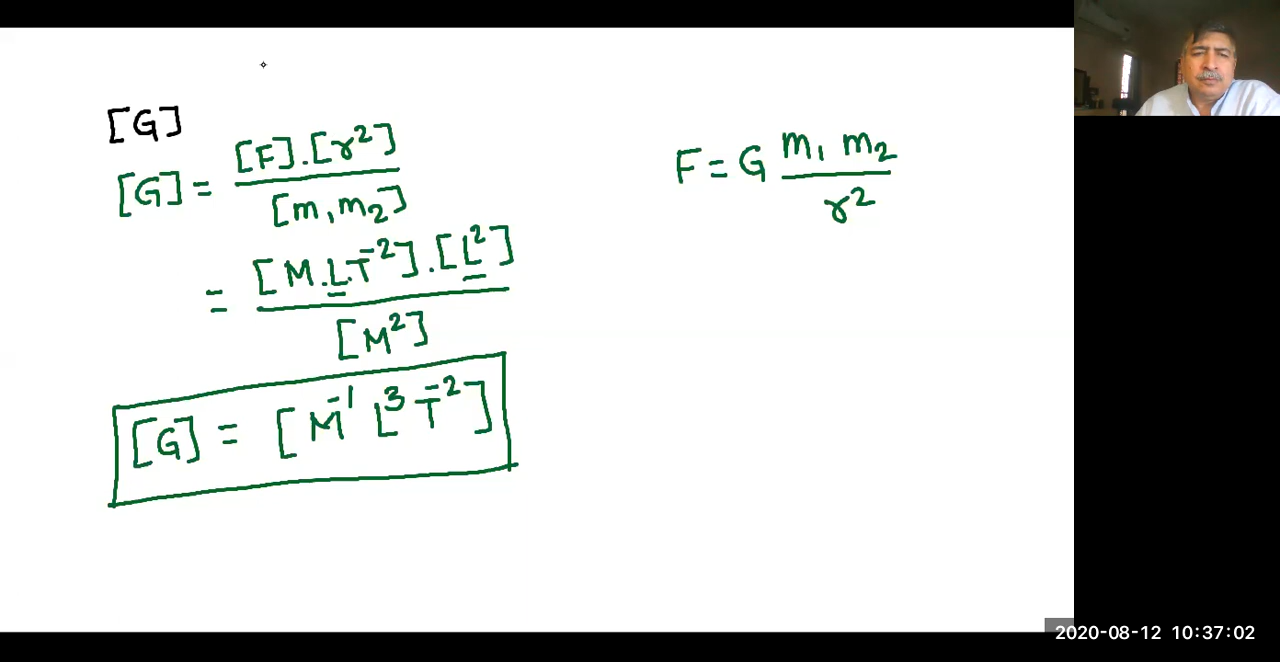 [G]
[G] = [F].[r²] / [m₁m₂]
= [M.L.T⁻²].[L²] / [M²]
[G] = [M⁻¹ L³ T⁻²]
F = G m₁ m₂ / r²
2020-08-12 10:37:02